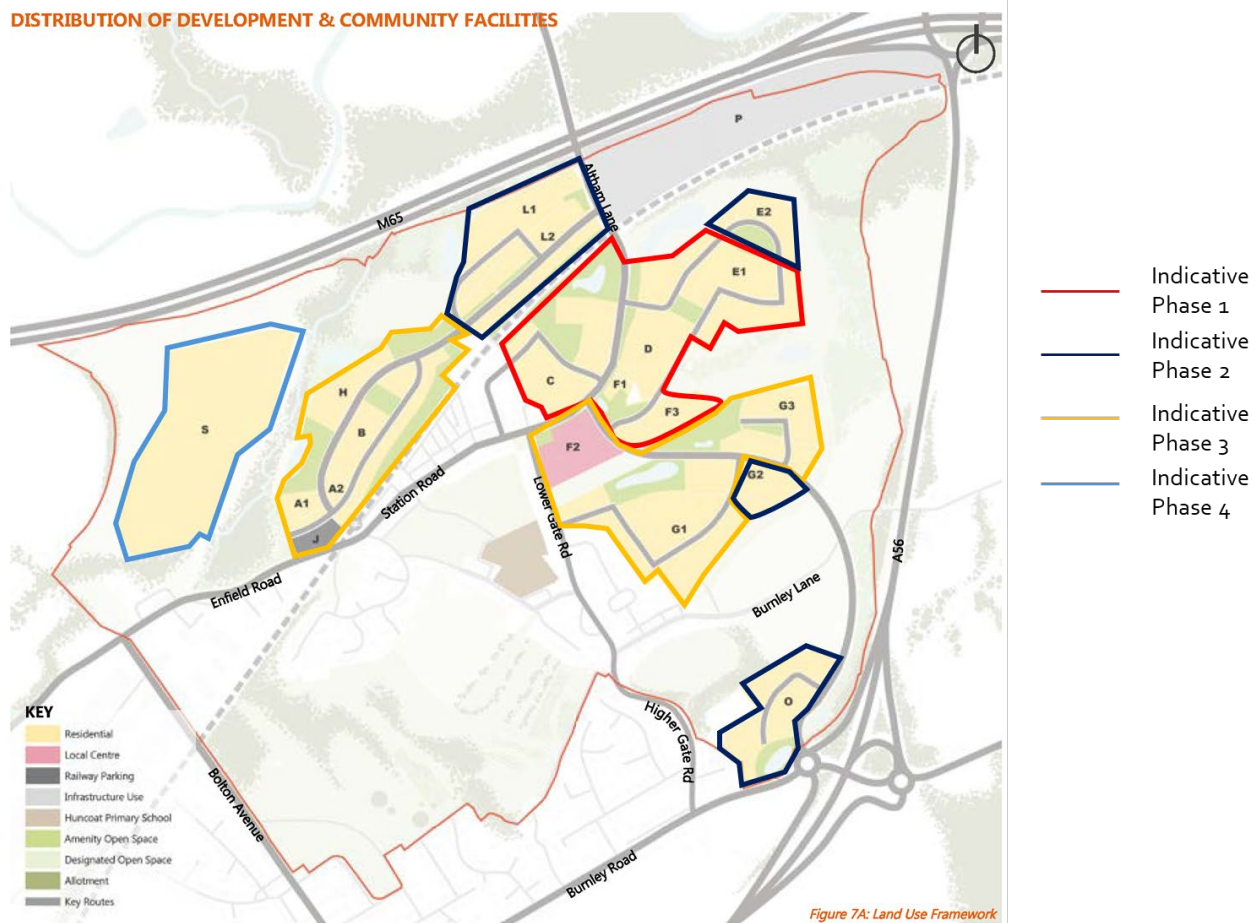 DISTRIBUTION OF DEVELOPMENT & COMMUNITY FACILITIES
P
Altham Lane
M65
L1
L2
E2
E1
Indicative
Phase 1
Indicative
Phase 2
Indicative
Phase 3
Indicative
Phase 4
D
C
F1
F3
H
B
S
G3
F2
G2
A2
A1
J
G1
Station Road
Lower Gate Rd
Enfield Road
A56
Burnley Lane
O
Higher Gate Rd
Bolton Avenue
Burnley Road
KEY
Residential
Local Centre
Railway Parking
Infrastructure Use
Huncoat Primary School
Amenity Open Space
Designated Open Space
Allotment
Key Routes
Figure 7A: Land Use Framework